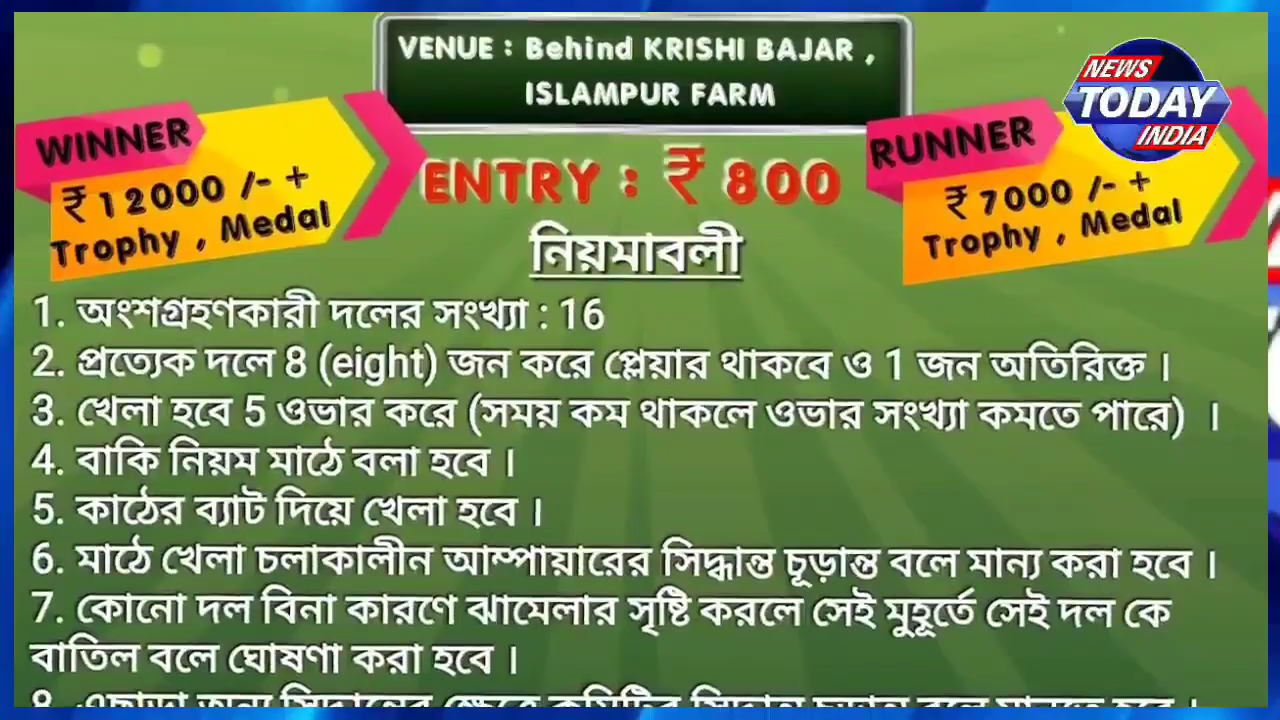 VENUE : Behind KRISHI BAJAR ,
ISLAMPUR FARM
NEWS
TODAY
INDIA
WINNER
₹ 12000 /- +
Trophy , Medal
ENTRY : ₹ 800
RUNNER
₹ 7000 /- +
Trophy , Medal
নিয়মাবলী
1. অংশগ্রহণকারী দলের সংখ্যা : 16
2. প্রত্যেক দলে 8 (eight) জন করে প্লেয়ার থাকবে ও 1 জন অতিরিক্ত ।
3. খেলা হবে 5 ওভার করে (সময় কম থাকলে ওভার সংখ্যা কমতে পারে) ।
4. বাকি নিয়ম মাঠে বলা হবে ।
5. কাঠের ব্যাট দিয়ে খেলা হবে ।
6. মাঠে খেলা চলাকালীন আম্পায়ারের সিদ্ধান্ত চূড়ান্ত বলে মান্য করা হবে ।
7. কোনো দল বিনা কারণে ঝামেলার সৃষ্টি করলে সেই মুহূর্তে সেই দল কে
বাতিল বলে ঘোষণা করা হবে ।